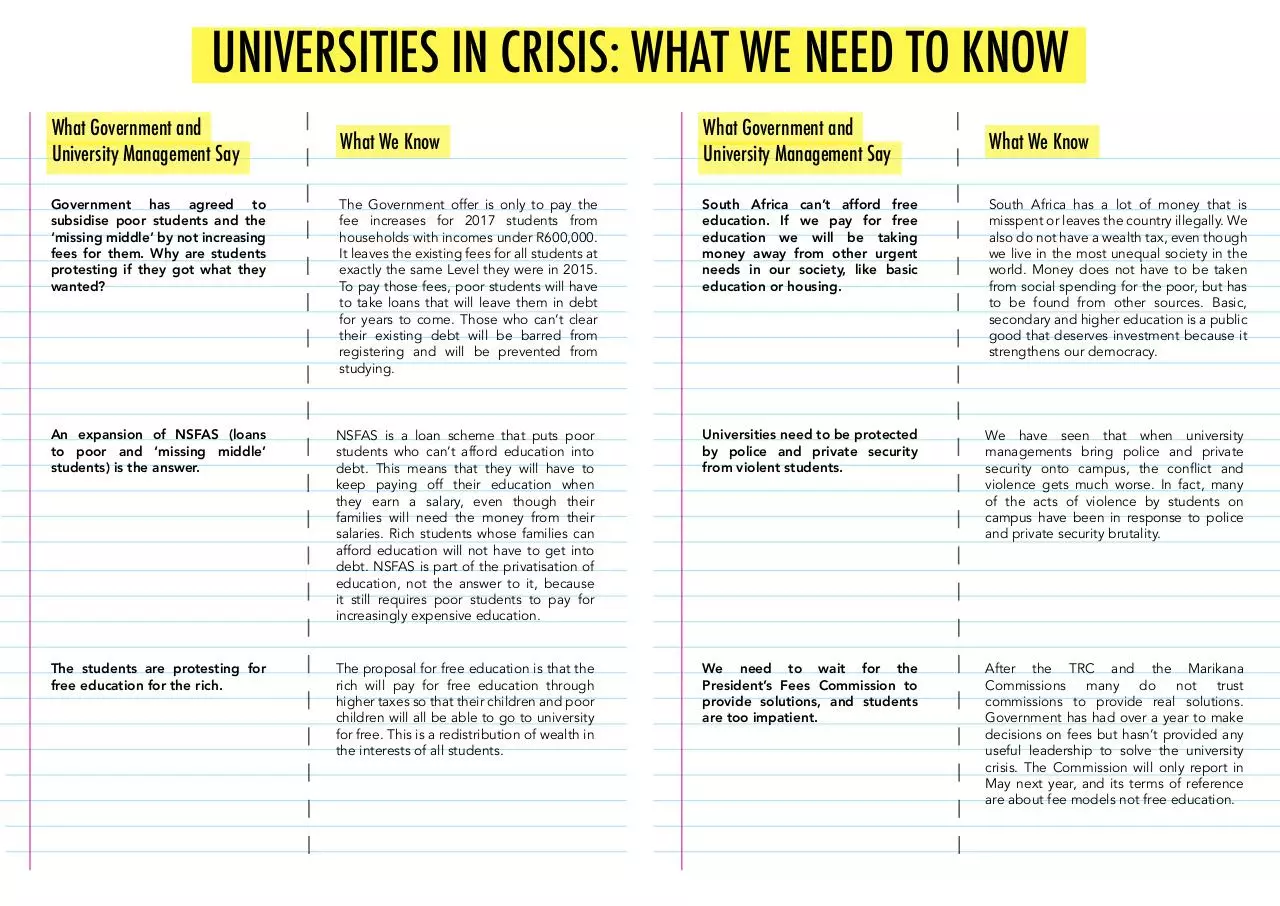 UNIVERSITIES IN CRISIS: WHAT WE NEED TO KNOW
What Government and
University Management Say
What We Know
Government has agreed to
subsidise poor students and the
‘missing middle’ by not increasing
fees for them. Why are students
protesting if they got what they
wanted?
The Government offer is only to pay the
fee increases for 2017 students from
households with incomes under R600,000.
It leaves the existing fees for all students at
exactly the same Level they were in 2015.
To pay those fees, poor students will have
to take loans that will leave them in debt
for years to come. Those who can’t clear
their existing debt will be barred from
registering and will be prevented from
studying.
An expansion of NSFAS (loans
to poor and ‘missing middle’
students) is the answer.
NSFAS is a loan scheme that puts poor
students who can’t afford education into
debt. This means that they will have to
keep paying off their education when
they earn a salary, even though their
families will need the money from their
salaries. Rich students whose families can
afford education will not have to get into
debt. NSFAS is part of the privatisation of
education, not the answer to it, because
it still requires poor students to pay for
increasingly expensive education.
The students are protesting for
free education for the rich.
The proposal for free education is that the
rich will pay for free education through
higher taxes so that their children and poor
children will all be able to go to university
for free. This is a redistribution of wealth in
the interests of all students.
What Government and
University Management Say
What We Know
South Africa can’t afford free
education. If we pay for free
education we will be taking
money away from other urgent
needs in our society, like basic
education or housing.
South Africa has a lot of money that is
misspent or leaves the country illegally. We
also do not have a wealth tax, even though
we live in the most unequal society in the
world. Money does not have to be taken
from social spending for the poor, but has
to be found from other sources. Basic,
secondary and higher education is a public
good that deserves investment because it
strengthens our democracy.
Universities need to be protected
by police and private security
from violent students.
We have seen that when university
managements bring police and private
security onto campus, the conflict and
violence gets much worse. In fact, many
of the acts of violence by students on
campus have been in response to police
and private security brutality.
We need to wait for the
President’s Fees Commission to
provide solutions, and students
are too impatient.
After the TRC and the Marikana
Commissions many do not trust
commissions to provide real solutions.
Government has had over a year to make
decisions on fees but hasn’t provided any
useful leadership to solve the university
crisis. The Commission will only report in
May next year, and its terms of reference
are about fee models not free education.